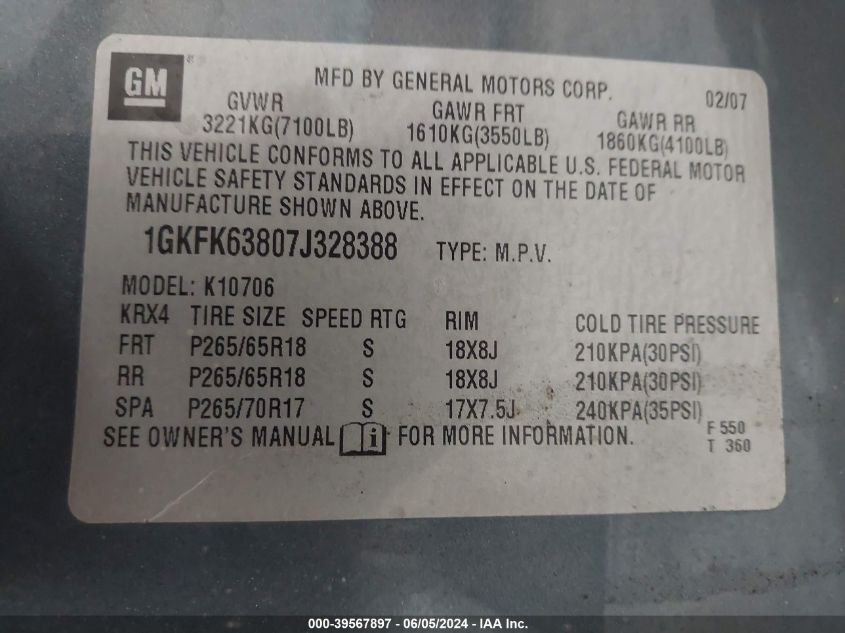 GM
MFD BY GENERAL MOTORS CORP. 02/07
GVWR GAWR FRT GAWR RR
3221KG(7100LB) 1610KG(3550LB) 1860KG(4100LB)
THIS VEHICLE CONFORMS TO ALL APPLICABLE U.S. FEDERAL MOTOR
VEHICLE SAFETY STANDARDS IN EFFECT ON THE DATE OF
MANUFACTURE SHOWN ABOVE.
1GKFK63807J328388 TYPE: M.P.V.
MODEL: K10706
KRX4 TIRE SIZE SPEED RTG RIM COLD TIRE PRESSURE
FRT P265/65R18 S 18X8J 210KPA(30PSI)
RR P265/65R18 S 18X8J 210KPA(30PSI)
SPA P265/70R17 S 17X7.5J 240KPA(35PSI)
SEE OWNER'S MANUAL i FOR MORE INFORMATION. F 550
T 360
000-39567897 - 06/05/2024 - IAA Inc.